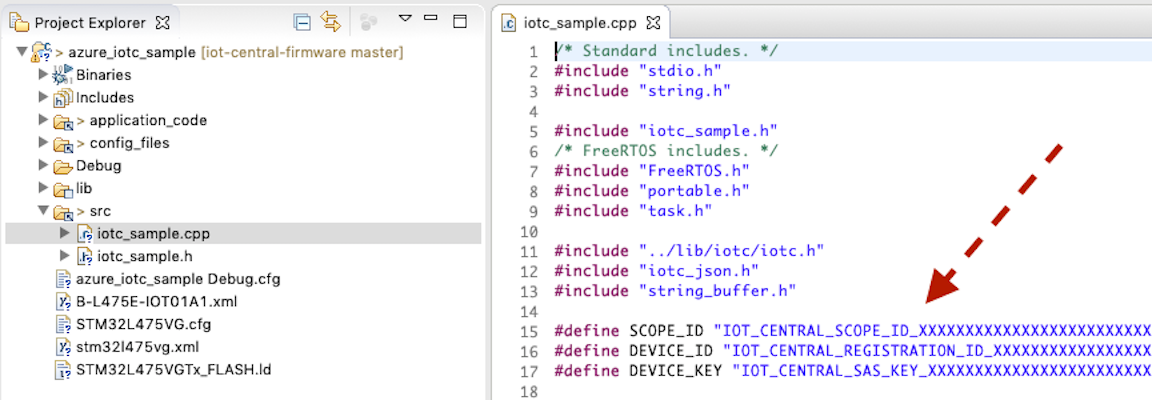 Project Explorer
azure_iotc_sample [iot-central-firmware master]
Binaries
Includes
application_code
config_files
Debug
lib
src
iotc_sample.cpp
iotc_sample.h
azure_iotc_sample Debug.cfg
B-L475E-IOT01A1.xml
STM32L475VG.cfg
stm32l475vg.xml
STM32L475VGTx_FLASH.ld
iotc_sample.cpp
1 /* Standard includes. */
2 #include "stdio.h"
3 #include "string.h"
4
5 #include "iotc_sample.h"
6 /* FreeRTOS includes. */
7 #include "FreeRTOS.h"
8 #include "portable.h"
9 #include "task.h"
10
11 #include "../lib/iotc/iotc.h"
12 #include "iotc_json.h"
13 #include "string_buffer.h"
14
15 #define SCOPE_ID "IOT_CENTRAL_SCOPE_ID_XXXXXXXXXXXXXXXXXXXXXXXXX
16 #define DEVICE_ID "IOT_CENTRAL_REGISTRATION_ID_XXXXXXXXXXXXXXXXX
17 #define DEVICE_KEY "IOT_CENTRAL_SAS_KEY_XXXXXXXXXXXXXXXXXXXXXXXX
18